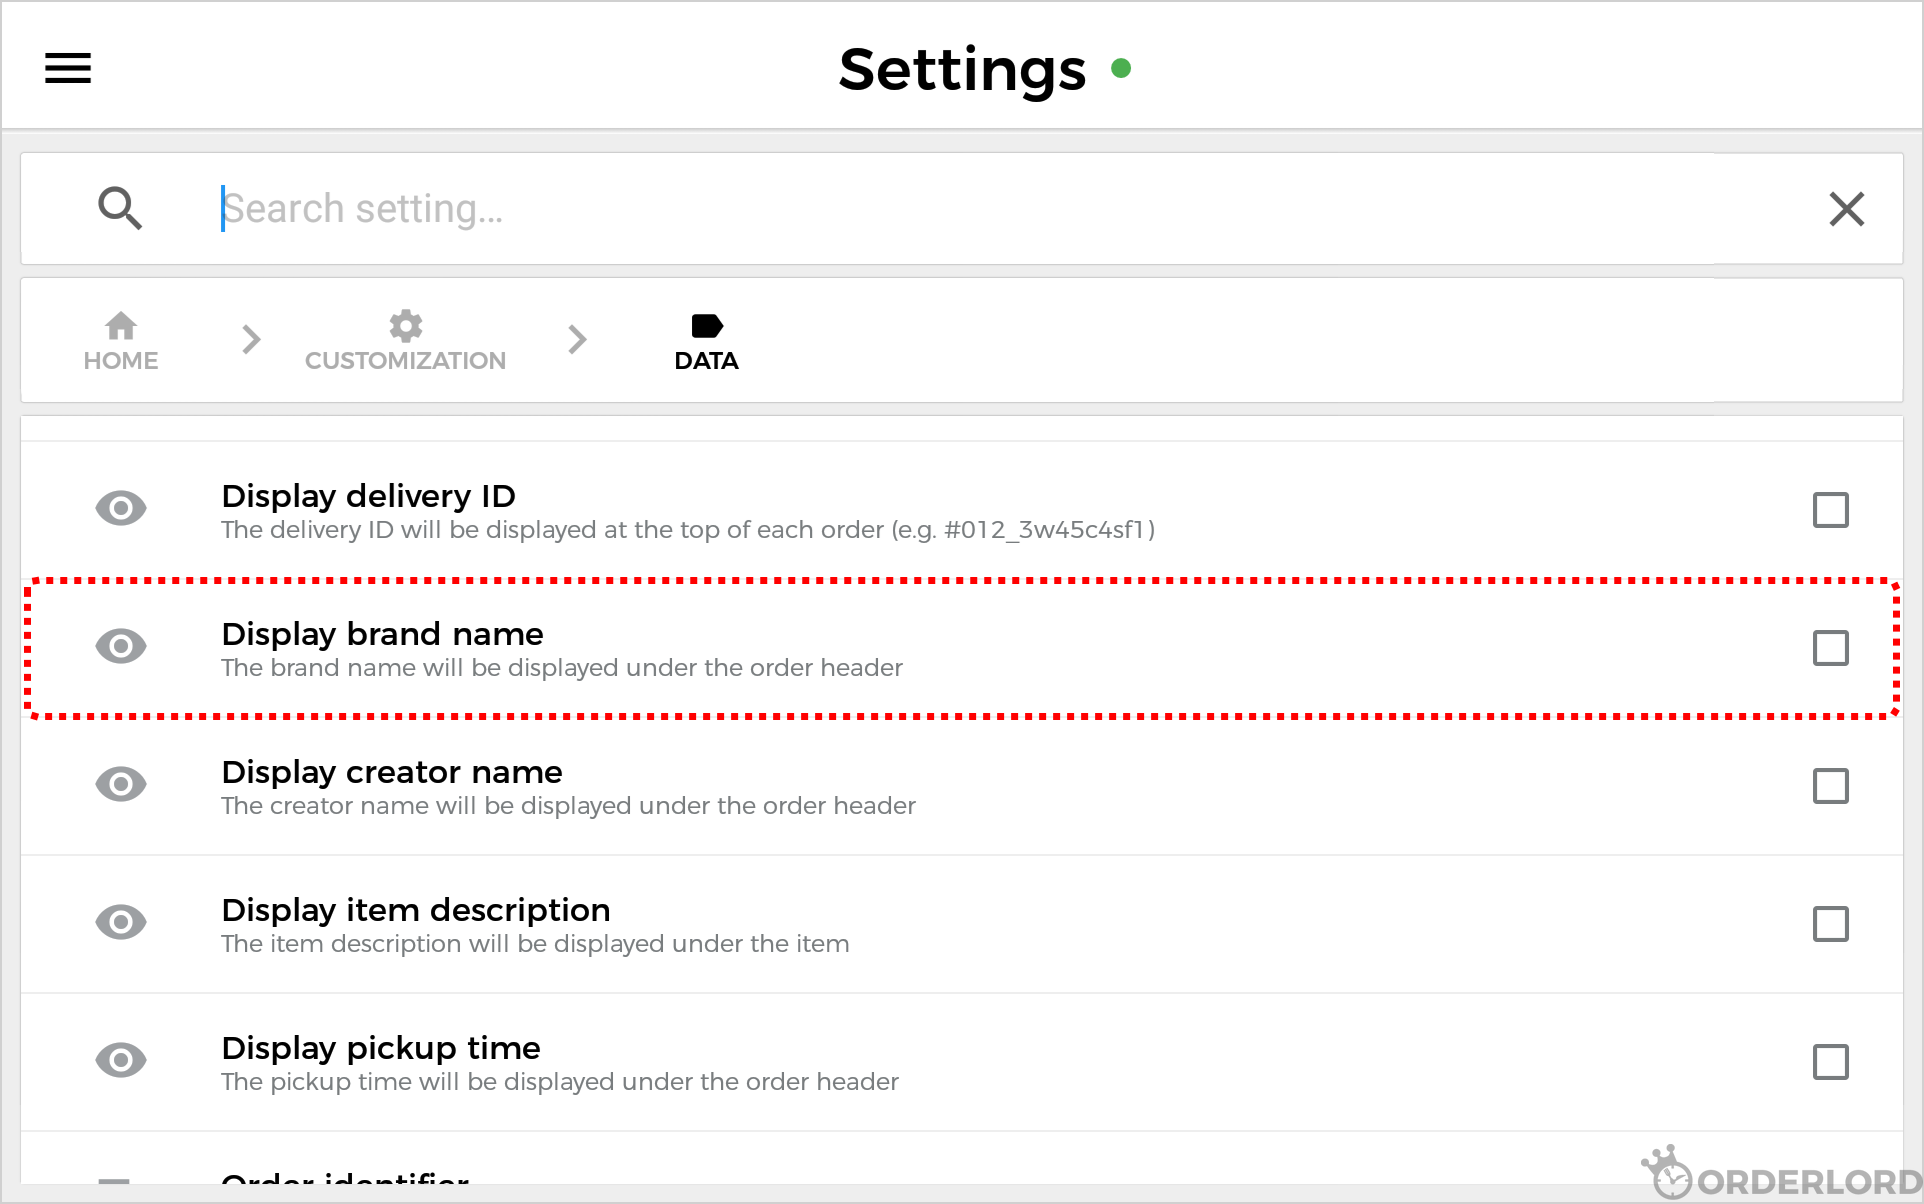 Settings
Search setting...
HOME
CUSTOMIZATION
DATA
Display delivery ID
The delivery ID will be displayed at the top of each order (e.g. #012_3w45c4sf1)
Display brand name
The brand name will be displayed under the order header
Display creator name
The creator name will be displayed under the order header
Display item description
The item description will be displayed under the item
Display pickup time
The pickup time will be displayed under the order header
Order identifier
ORDERLORD